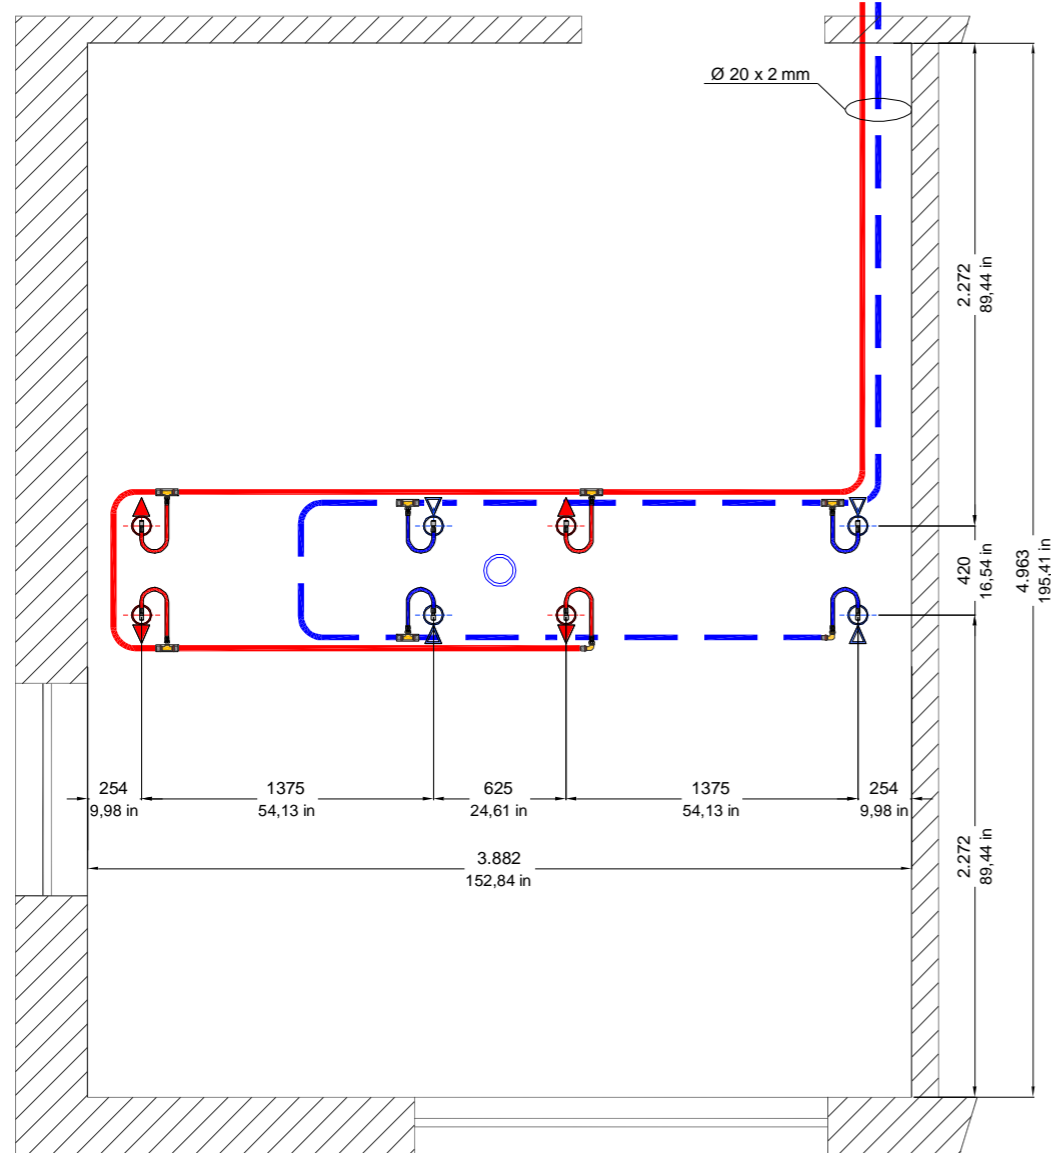 Ø 20 x 2 mm
2.272
89,44 in
420
16,54 in
4.963
195,41 in
254
9,98 in
1375
54,13 in
625
24,61 in
1375
54,13 in
254
9,98 in
3.882
152,84 in
2.272
89,44 in